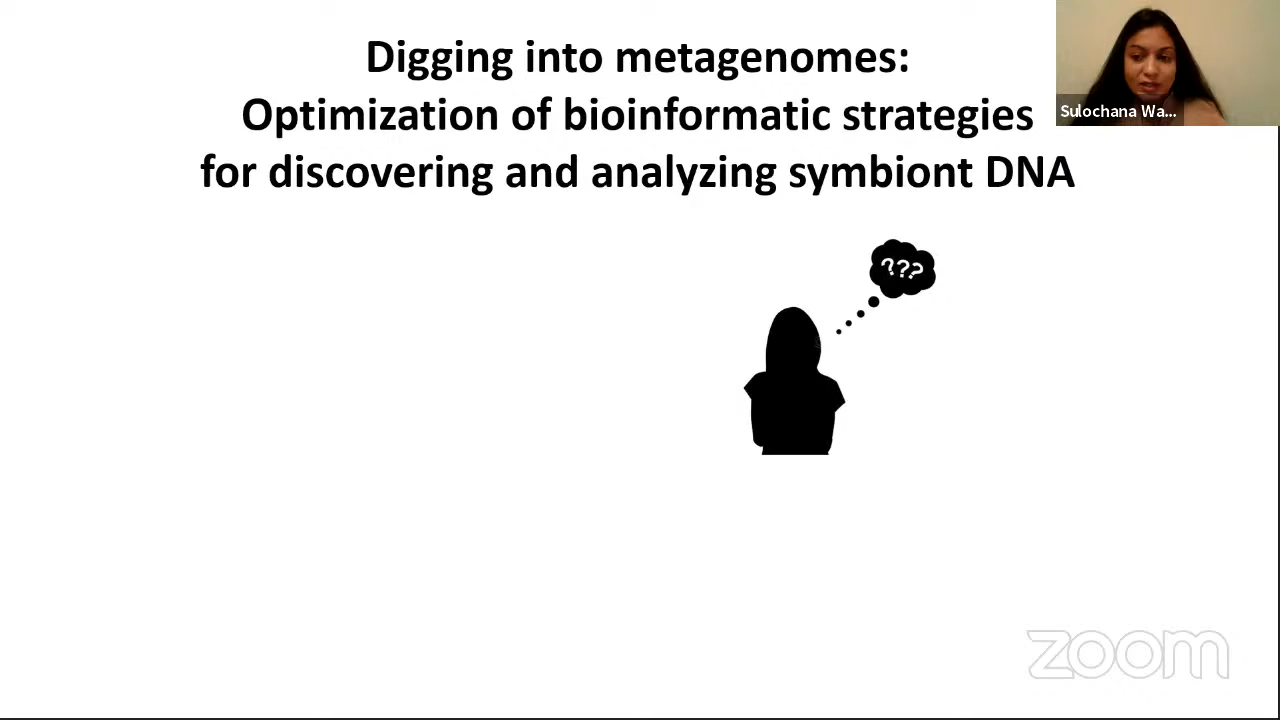 Digging into metagenomes:
Optimization of bioinformatic strategies
for discovering and analyzing symbiont DNA
Sulochana Wa...
???
zoom